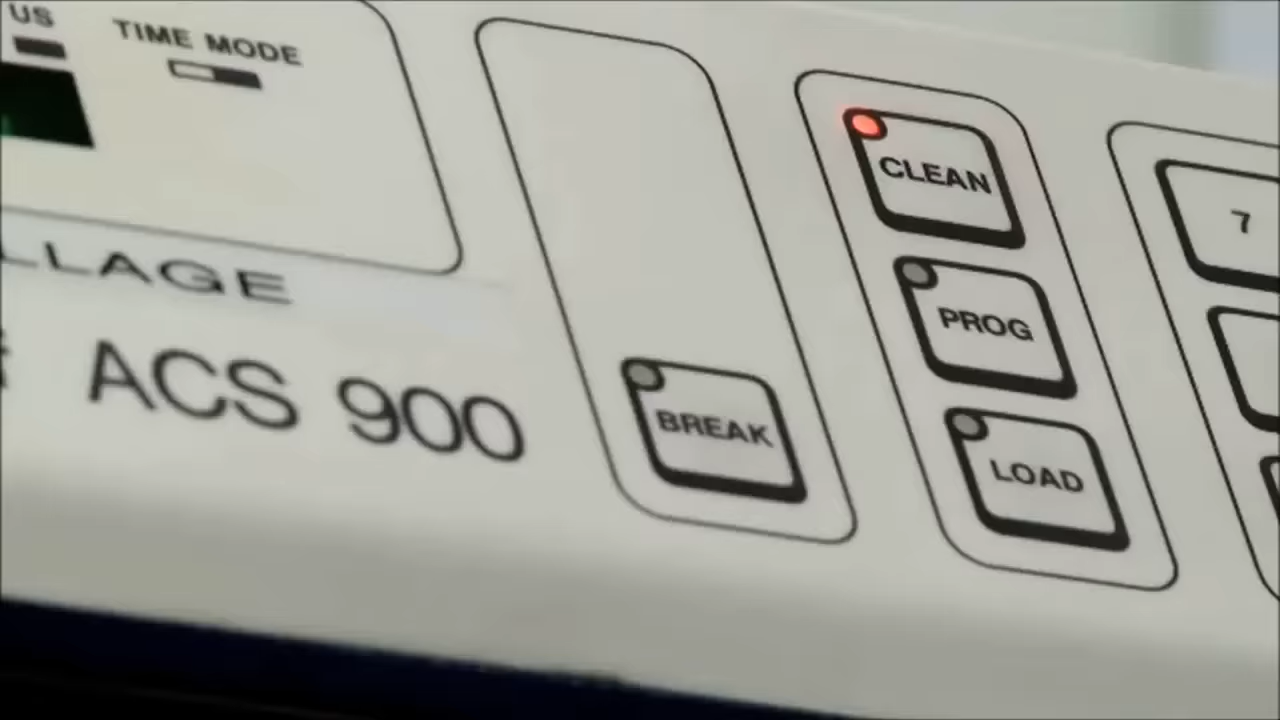 US
TIME MODE
LLAGE
ACS 900
BREAK
CLEAN
PROG
LOAD
7